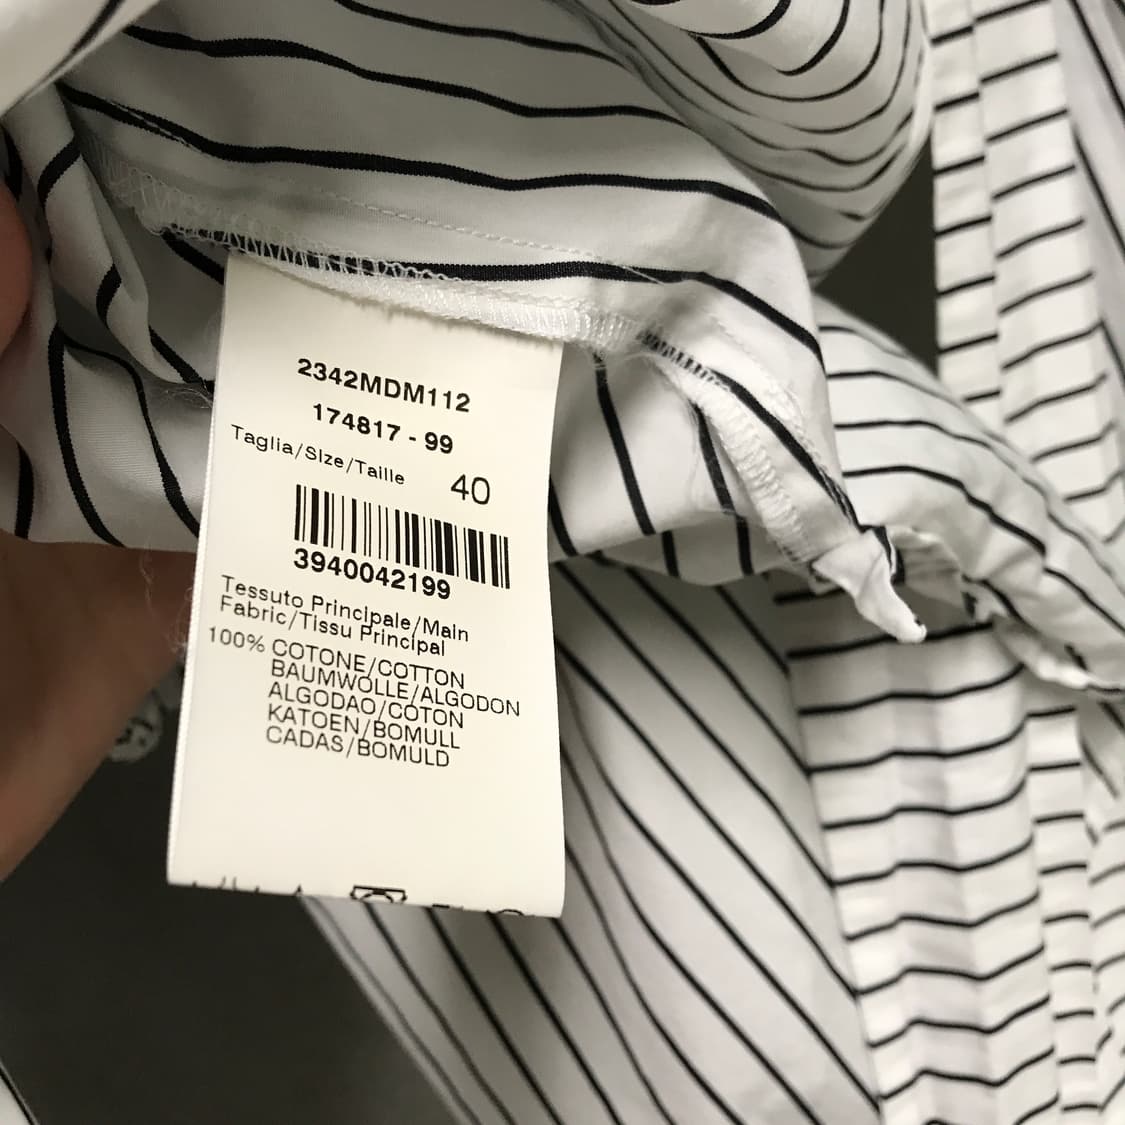 2342MDM112
174817 - 99
Taglia/SIze/Taille 40
3940042199
Tessuto PrincIpale/MaIn
Fabric/Tissu Principal
100% COTONE/COTTON
BAUMWOLLE/ALGODON
ALGODAO/COTON
KATOEN/BOMULL
CADAS/BOMULD